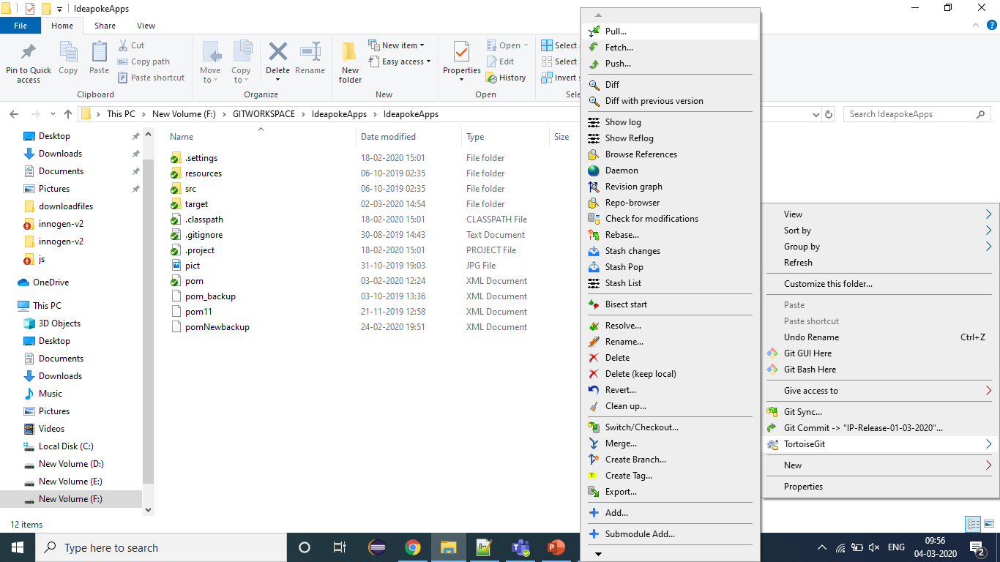 IdeapokeApps
File
Home
Share
View
Pin to Quick
access
Copy
Paste
Cut
Copy path
Paste shortcut
Clipboard
Move
to
Copy
to
Delete
Rename
Organize
New
folder
New item
Easy access
New
Properties
Open
Edit
History
Open
Select
Select
Invert s
Sele
This PC
New Volume (F:)
GITWORKSPACE
IdeapokeApps
IdeapokeApps
Search IdeapokeApps
Desktop
Downloads
Documents
Pictures
downloadfiles
innogen-v2
innogen-v2
js
OneDrive
This PC
3D Objects
Desktop
Documents
Downloads
Music
Pictures
Videos
Local Disk (C:)
New Volume (D:)
New Volume (E:)
New Volume (F:)
Name Date modified Type Size
.settings 18-02-2020 15:01 File folder
resources 06-10-2019 02:35 File folder
src 06-10-2019 02:35 File folder
target 02-03-2020 14:54 File folder
.classpath 18-02-2020 15:01 CLASSPATH File
.gitignore 30-08-2019 14:43 Text Document
.project 18-02-2020 15:01 PROJECT File
pict 31-10-2019 19:03 JPG File
pom 03-02-2020 12:24 XML Document
pom_backup 03-10-2019 13:36 XML Document
pom11 21-11-2019 12:58 XML Document
pomNewbackup 24-02-2020 19:51 XML Document
Pull...
Fetch...
Push...
Diff
Diff with previous version
Show log
Show Reflog
Browse References
Daemon
Revision graph
Repo-browser
Check for modifications
Rebase...
Stash changes
Stash Pop
Stash List
Bisect start
Resolve...
Rename...
Delete
Delete (keep local)
Revert...
Clean up...
Switch/Checkout...
Merge...
Create Branch...
Create Tag...
Export...
Add...
Submodule Add...
View
Sort by
Group by
Refresh
Customize this folder...
Paste
Paste shortcut
Undo Rename Ctrl+Z
Git GUI Here
Git Bash Here
Give access to
Git Sync...
Git Commit -> "IP-Release-01-03-2020"...
TortoiseGit
New
Properties
12 items
Type here to search
ENG
09:56
04-03-2020
2